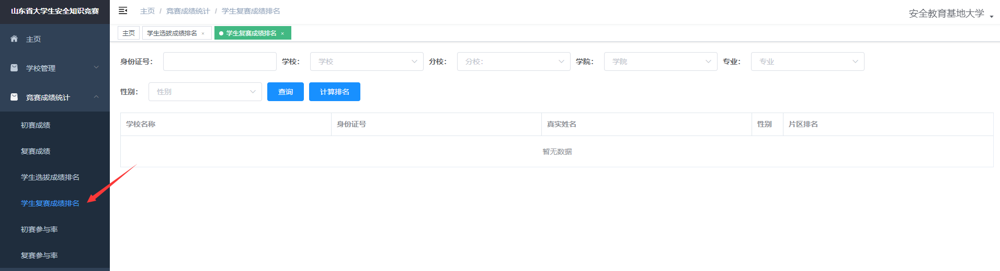 山东省大学生安全知识竞赛
主页 / 竞赛成绩统计 / 学生复赛成绩排名
安全教育基地大学
主页
学生选拔成绩排名 ×
学生复赛成绩排名 ×
主页
学校管理
竞赛成绩统计
初赛成绩
复赛成绩
学生选拔成绩排名
学生复赛成绩排名
初赛参与率
复赛参与率
身份证号：
学校： 学校
分校： 分校：
学院： 学院
专业： 专业
性别： 性别
查询
计算排名
学校名称 身份证号 真实姓名 性别 片区排名
暂无数据